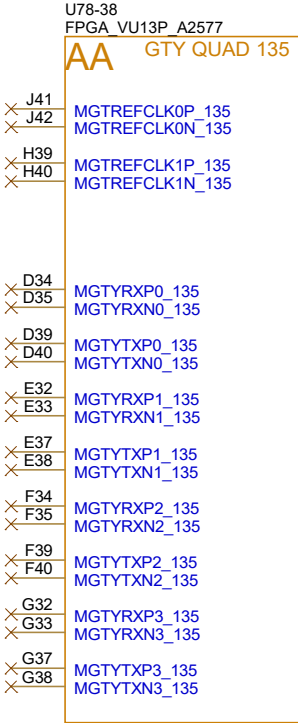 U78-38
FPGA_VU13P_A2577
AA GTY QUAD 135
J41 MGTREFCLK0P_135
J42 MGTREFCLK0N_135
H39 MGTREFCLK1P_135
H40 MGTREFCLK1N_135
D34 MGTYRXP0_135
D35 MGTYRXN0_135
D39 MGTYTXP0_135
D40 MGTYTXN0_135
E32 MGTYRXP1_135
E33 MGTYRXN1_135
E37 MGTYTXP1_135
E38 MGTYTXN1_135
F34 MGTYRXP2_135
F35 MGTYRXN2_135
F39 MGTYTXP2_135
F40 MGTYTXN2_135
G32 MGTYRXP3_135
G33 MGTYRXN3_135
G37 MGTYTXP3_135
G38 MGTYTXN3_135